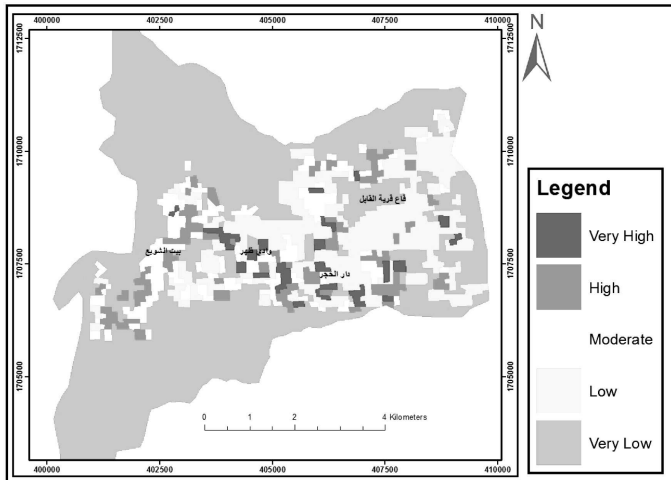 400000 402500 405000 407500 410000
N
1712500 1712500
1710000 1710000
1707500 1707500
1705000 1705000
قاع قرية القابل
بيت الشويع
وادي ظهر
دار الحجر
0 1 2 4 Kilometers
400000 402500 405000 407500 410000
Legend
Very High
High
Moderate
Low
Very Low